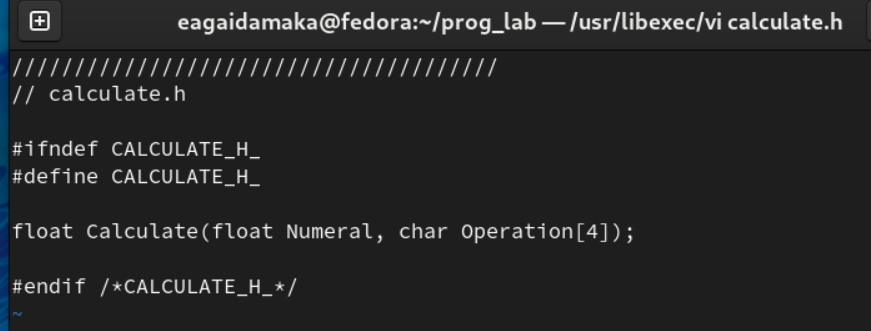 eagaidamaka@fedora:~/prog_lab — /usr/libexec/vi calculate.h
///////////////////////////////////////
// calculate.h
#ifndef CALCULATE_H_
#define CALCULATE_H_
float Calculate(float Numeral, char Operation[4]);
#endif /*CALCULATE_H_*/
~